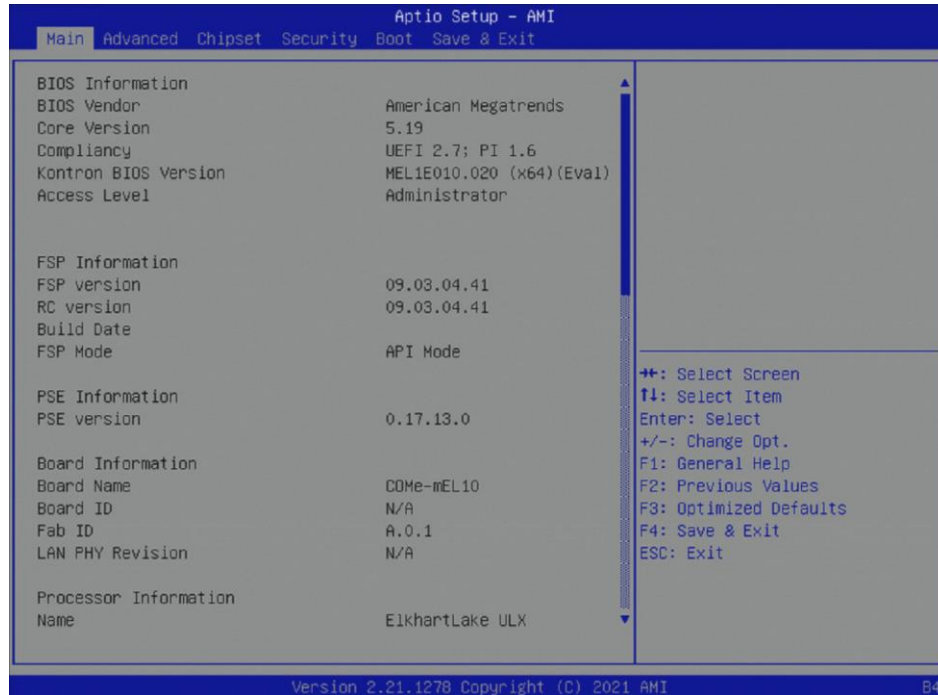 Aptio Setup – AMI
Main Advanced Chipset Security Boot Save & Exit
BIOS Information
BIOS Vendor American Megatrends
Core Version 5.19
Compliancy UEFI 2.7; PI 1.6
Kontron BIOS Version MEL1E010.020 (x64)(Eval)
Access Level Administrator
FSP Information
FSP version 09.03.04.41
RC version 09.03.04.41
Build Date
FSP Mode API Mode
PSE Information
PSE version 0.17.13.0
Board Information
Board Name COMe-mEL10
Board ID N/A
Fab ID A.0.1
LAN PHY Revision N/A
Processor Information
Name ElkhartLake ULX
→←: Select Screen
↑↓: Select Item
Enter: Select
+/-: Change Opt.
F1: General Help
F2: Previous Values
F3: Optimized Defaults
F4: Save & Exit
ESC: Exit
Version 2.21.1278 Copyright (C) 2021 AMI
B4